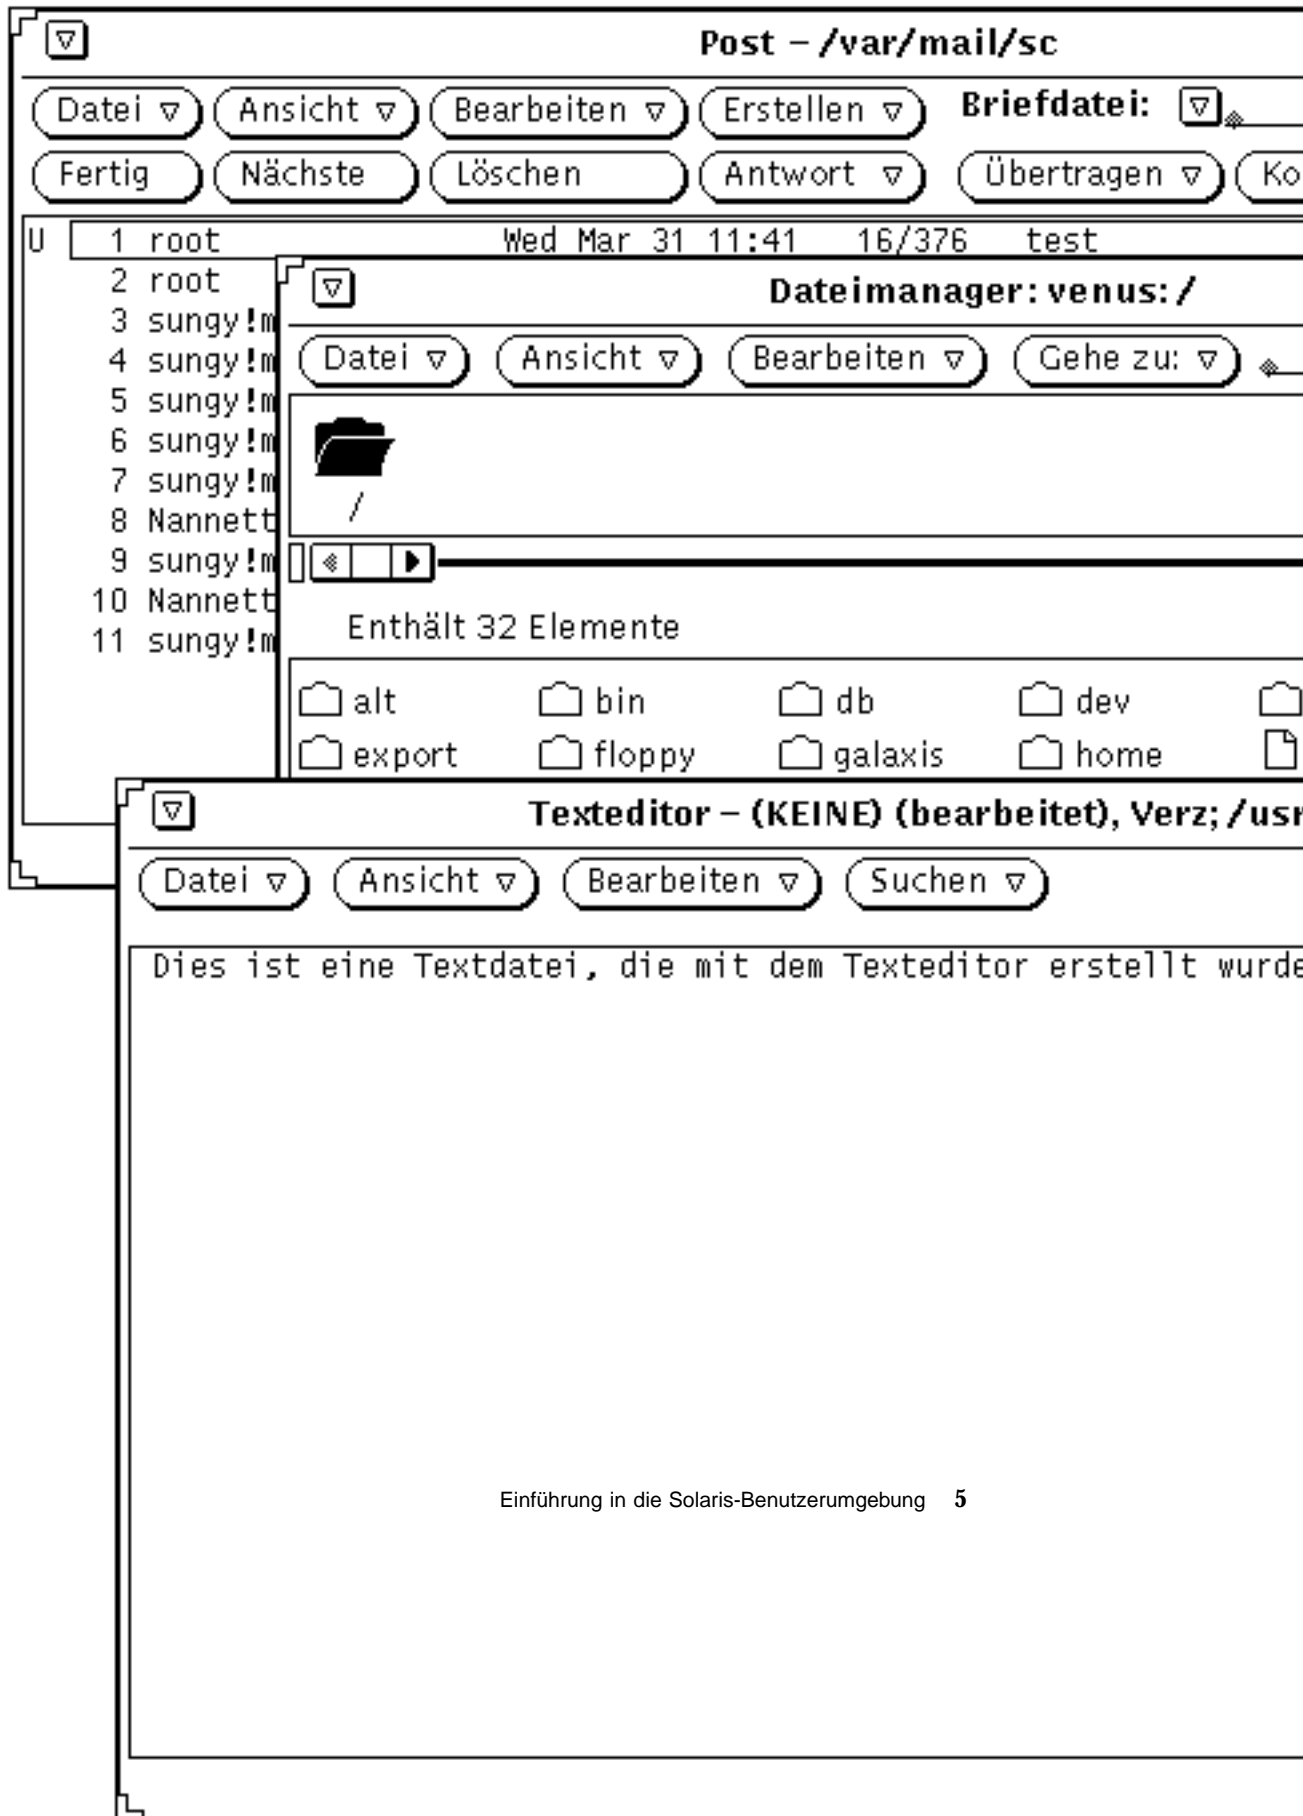 Post – /var/mail/sc
Datei Ansicht Bearbeiten Erstellen Briefdatei:
Fertig Nächste Löschen Antwort Übertragen Ko
U 1 root Wed Mar 31 11:41 16/376 test
2 root
3 sungy!m
4 sungy!m
5 sungy!m
6 sungy!m
7 sungy!m
8 Nannett
9 sungy!m
10 Nannett
11 sungy!m
Dateimanager: venus: /
Datei Ansicht Bearbeiten Gehe zu:
/
Enthält 32 Elemente
alt bin db dev
export floppy galaxis home
Texteditor – (KEINE) (bearbeitet), Verz; /usr
Datei Ansicht Bearbeiten Suchen
Dies ist eine Textdatei, die mit dem Texteditor erstellt wurde
Einführung in die Solaris-Benutzerumgebung 5